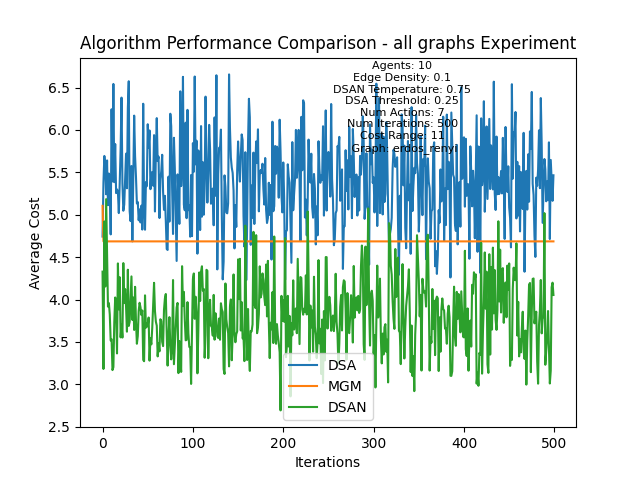 Algorithm Performance Comparison - all graphs Experiment
Agents: 10
Edge Density: 0.1
DSAN Temperature: 0.75
DSA Threshold: 0.25
Num Actions: 7
Num Iterations: 500
Cost Range: 11
Graph: erdos_renyi
Average Cost
6.5
6.0
5.5
5.0
4.5
4.0
3.5
3.0
2.5
DSA
MGM
DSAN
0 100 200 300 400 500
Iterations